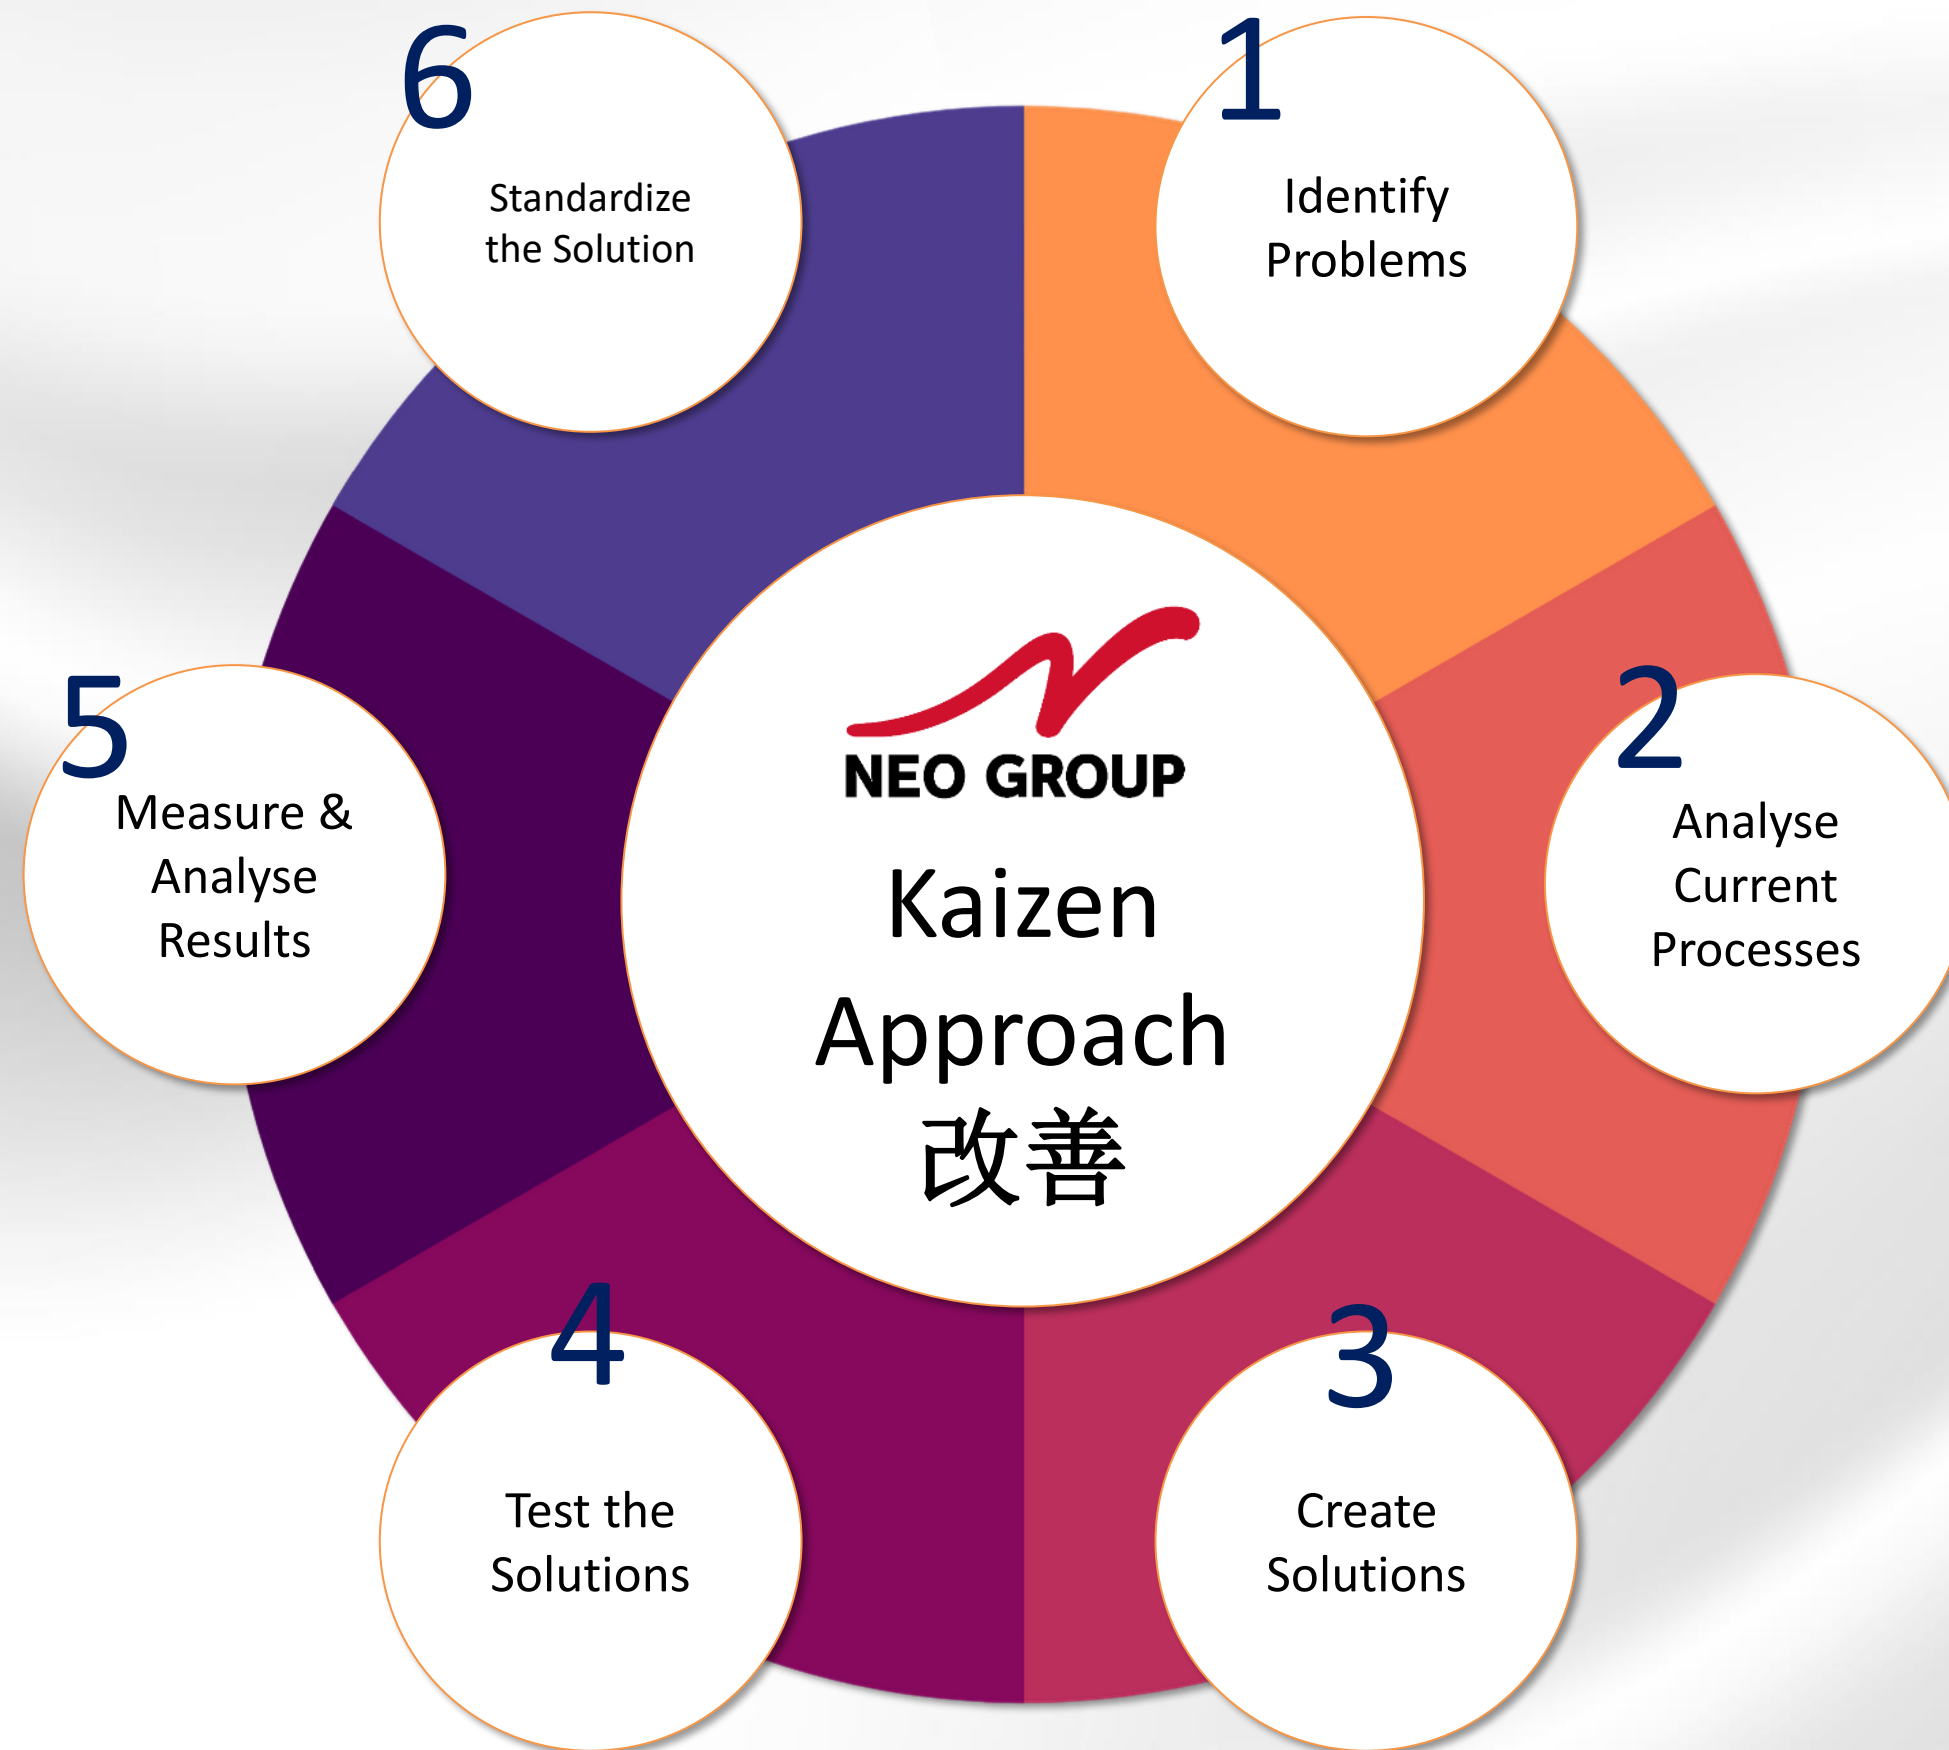 NEO GROUP
Kaizen
Approach
改善
1
Identify
Problems
2
Analyse
Current
Processes
3
Create
Solutions
4
Test the
Solutions
5
Measure &
Analyse
Results
6
Standardize
the Solution